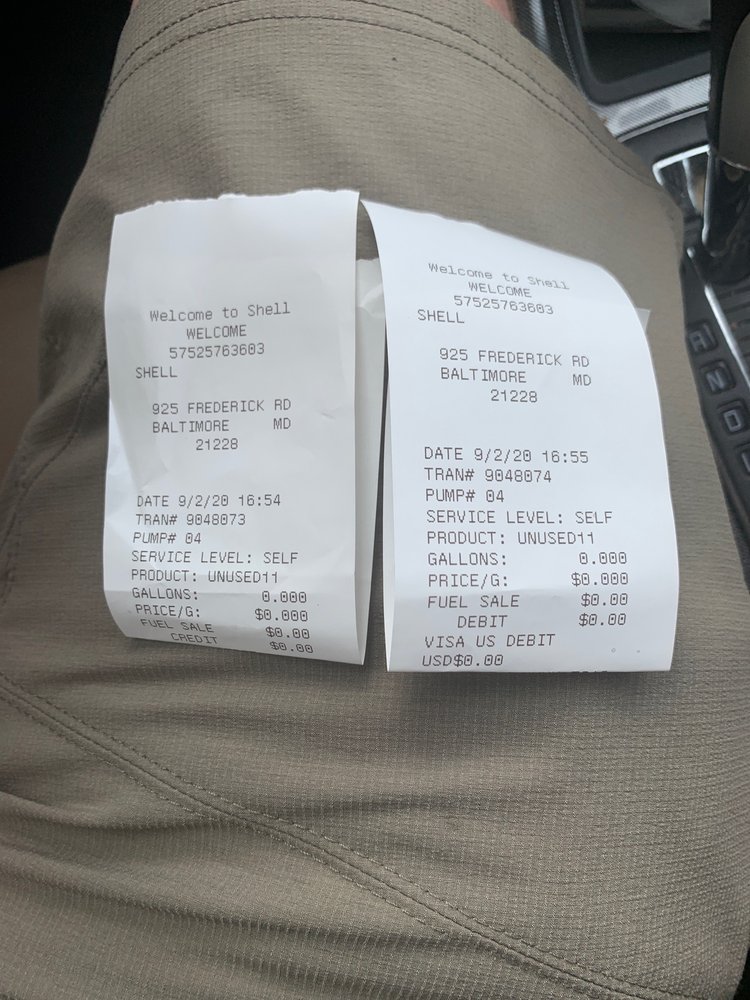 Welcome to Shell
WELCOME
57525763603
SHELL
925 FREDERICK RD
BALTIMORE MD
21228
DATE 9/2/20 16:54
TRAN# 9048073
PUMP# 04
SERVICE LEVEL: SELF
PRODUCT: UNUSED11
GALLONS: 0.000
PRICE/G: $0.000
FUEL SALE $0.00
CREDIT $0.00
Welcome to Shell
WELCOME
57525763603
SHELL
925 FREDERICK RD
BALTIMORE MD
21228
DATE 9/2/20 16:55
TRAN# 9048074
PUMP# 04
SERVICE LEVEL: SELF
PRODUCT: UNUSED11
GALLONS: 0.000
PRICE/G: $0.000
FUEL SALE $0.00
DEBIT $0.00
VISA US DEBIT
USD$0.00
R
N
D